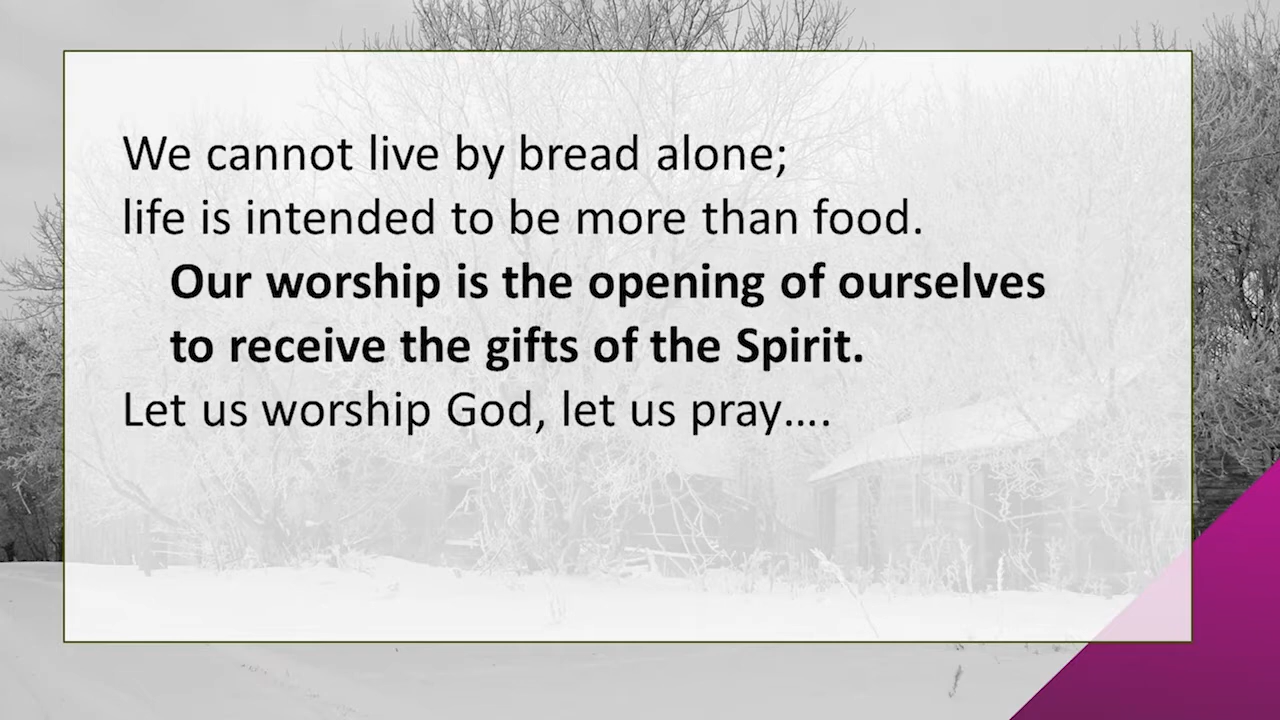 We cannot live by bread alone;
life is intended to be more than food.
Our worship is the opening of ourselves
to receive the gifts of the Spirit.
Let us worship God, let us pray….